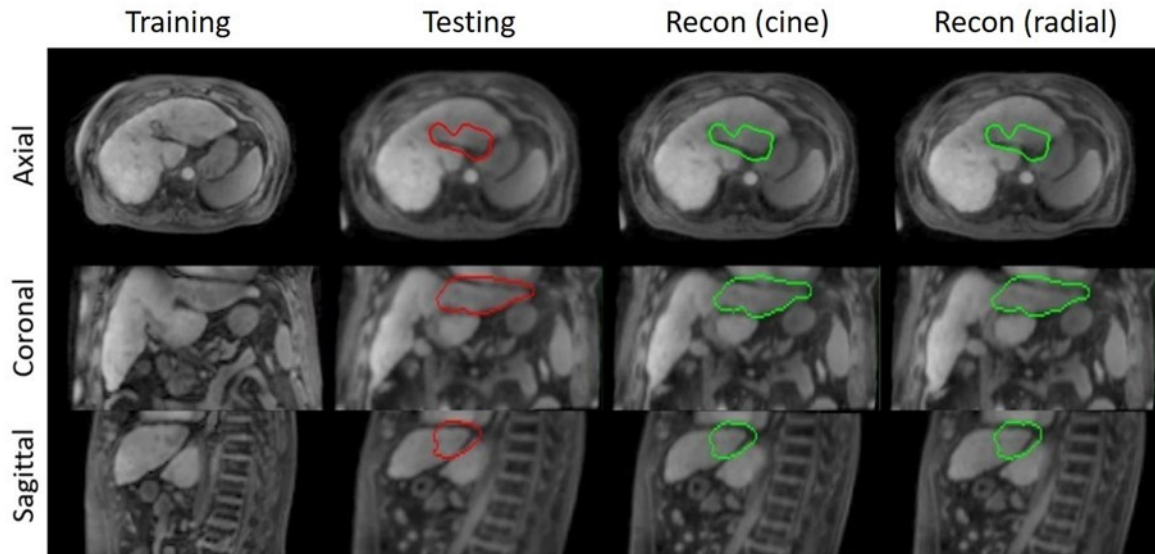 Training Testing Recon (cine) Recon (radial)
Axial
Coronal
Sagittal